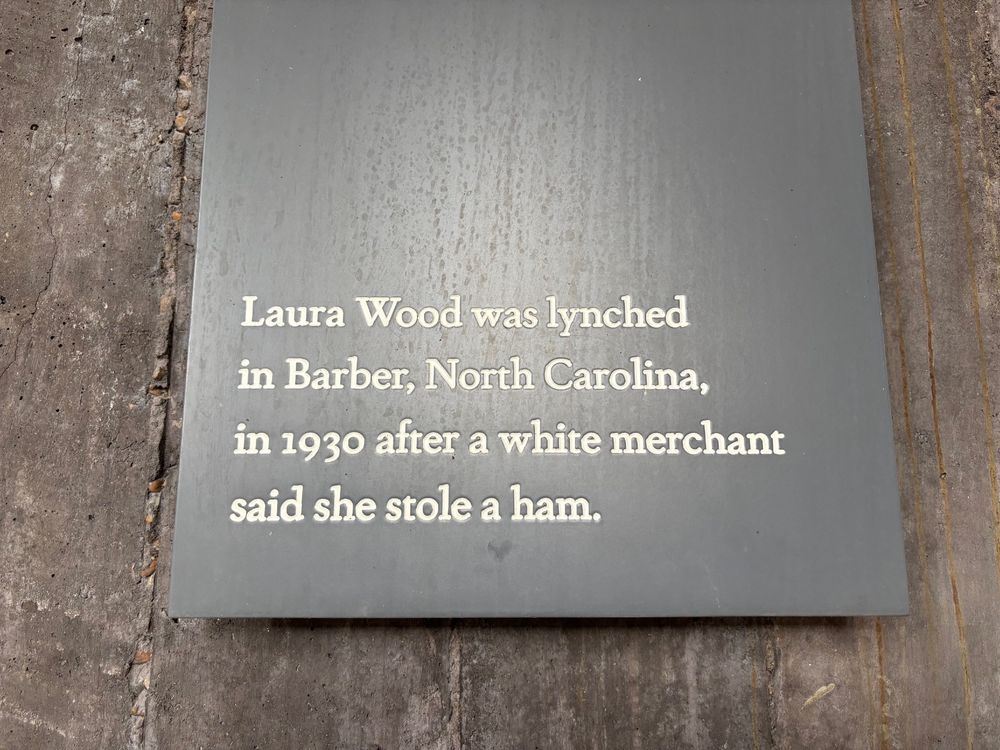 Laura Wood was lynched
in Barber, North Carolina,
in 1930 after a white merchant
said she stole a ham.